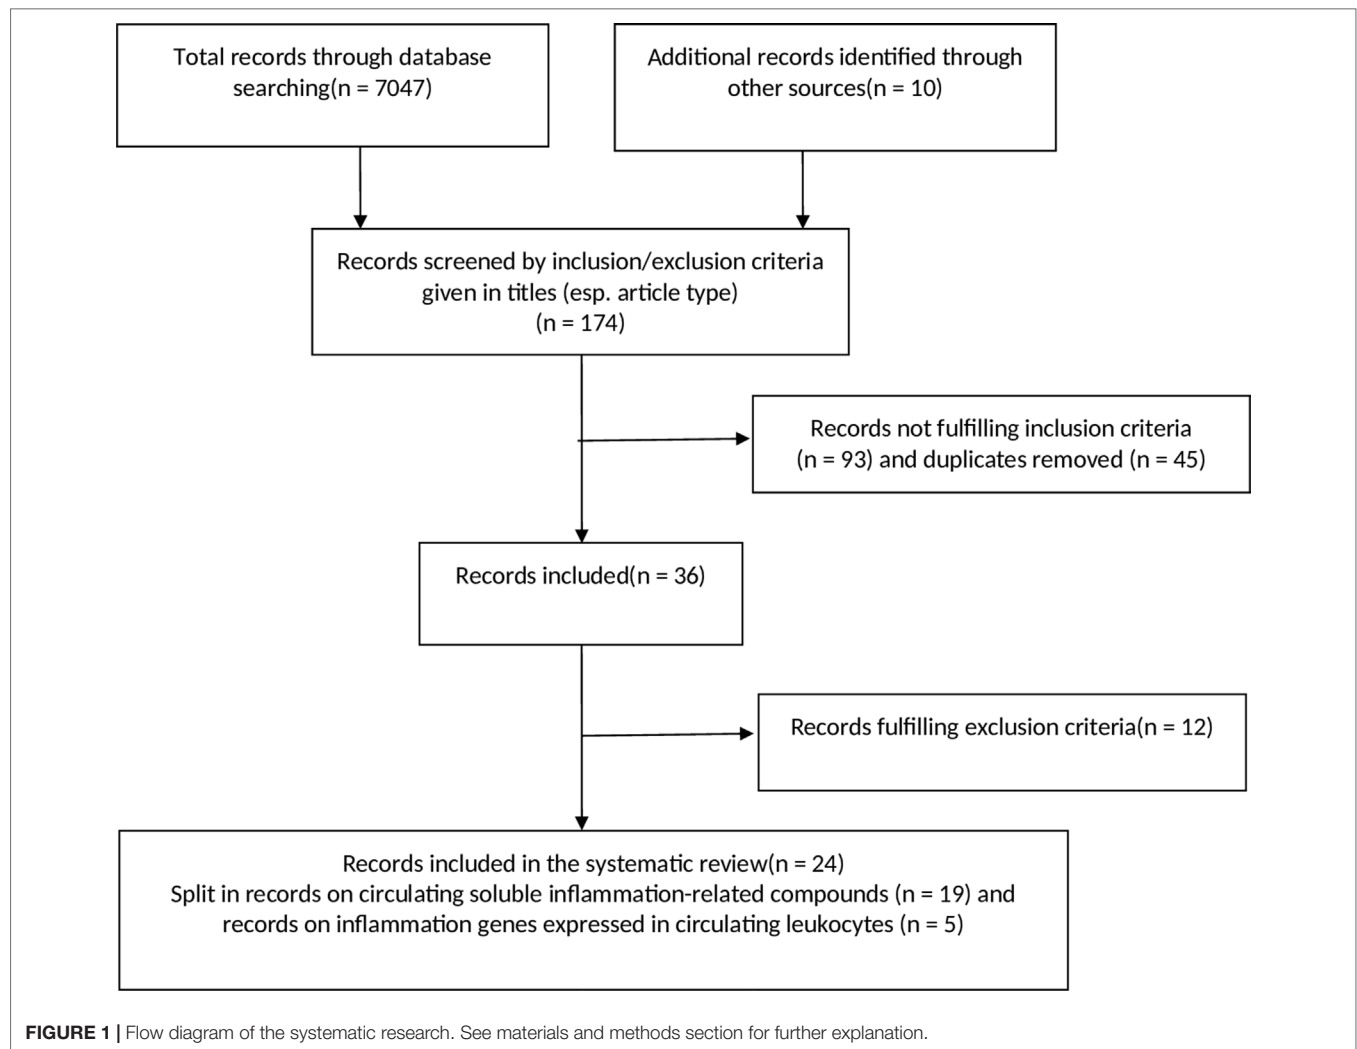 Total records through database
searching(n = 7047)
Additional records identified through
other sources(n = 10)
Records screened by inclusion/exclusion criteria
given in titles (esp. article type)
(n = 174)
Records not fulfilling inclusion criteria
(n = 93) and duplicates removed (n = 45)
Records included(n = 36)
Records fulfilling exclusion criteria(n = 12)
Records included in the systematic review(n = 24)
Split in records on circulating soluble inflammation-related compounds (n = 19) and
records on inflammation genes expressed in circulating leukocytes (n = 5)
FIGURE 1 | Flow diagram of the systematic research. See materials and methods section for further explanation.